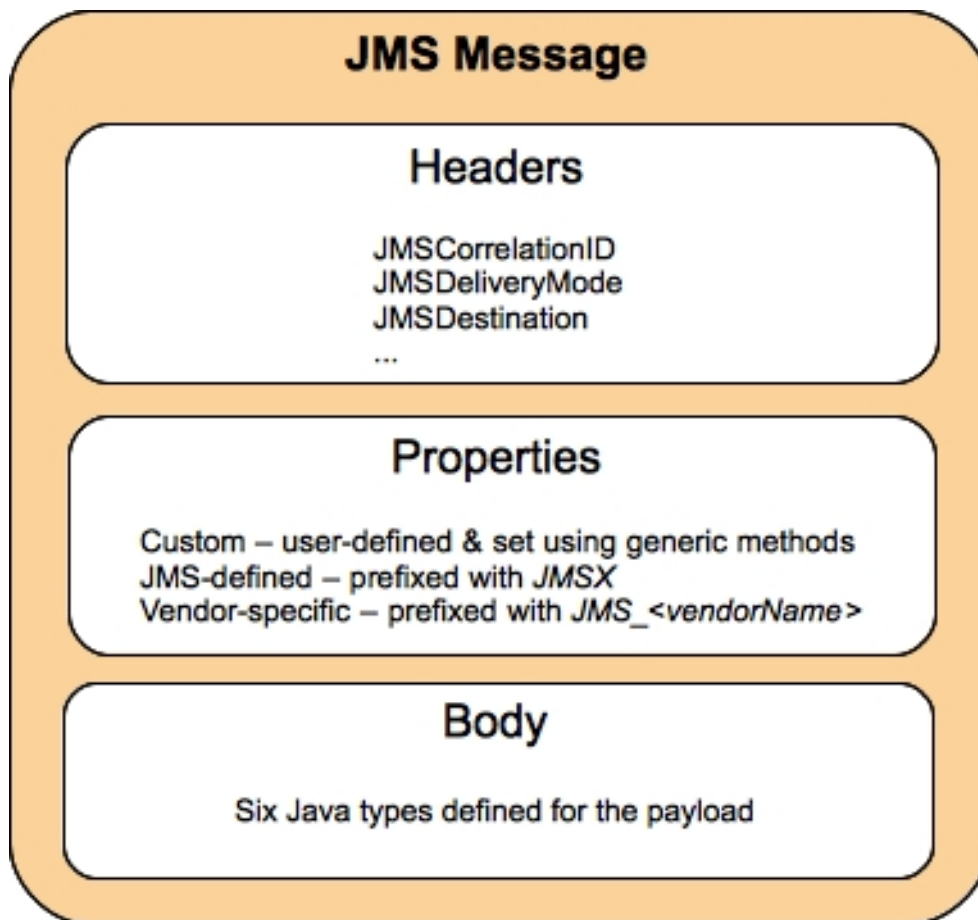 JMS Message
Headers
JMSCorrelationID
JMSDeliveryMode
JMSDestination
...
Properties
Custom – user-defined & set using generic methods
JMS-defined – prefixed with JMSX
Vendor-specific – prefixed with JMS_<vendorName>
Body
Six Java types defined for the payload